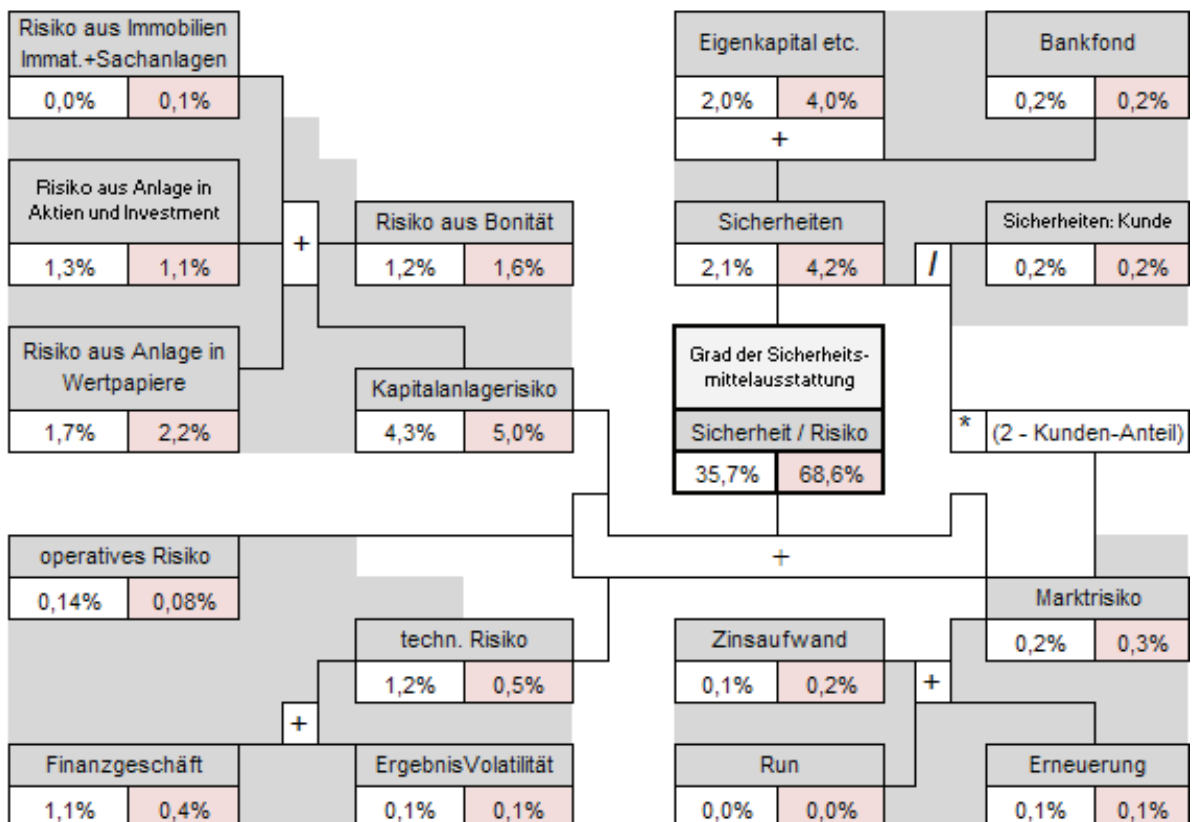 Risiko aus Immobilien
Immat.+Sachanlagen
0,0% 0,1%
Eigenkapital etc.
2,0% 4,0%
Bankfond
0,2% 0,2%
+
Risiko aus Anlage in
Aktien und Investment
1,3% 1,1%
+
Risiko aus Bonität
1,2% 1,6%
Sicherheiten
2,1% 4,2%
/
Sicherheiten: Kunde
0,2% 0,2%
Risiko aus Anlage in
Wertpapiere
1,7% 2,2%
Kapitalanlagerisiko
4,3% 5,0%
Grad der Sicherheits-
mittelausstattung
Sicherheit / Risiko
35,7% 68,6%
* (2 - Kunden-Anteil)
+
operatives Risiko
0,14% 0,08%
techn. Risiko
1,2% 0,5%
Zinsaufwand
0,1% 0,2%
+
Marktrisiko
0,2% 0,3%
+
Finanzgeschäft
1,1% 0,4%
ErgebnisVolatilität
0,1% 0,1%
Run
0,0% 0,0%
Erneuerung
0,1% 0,1%